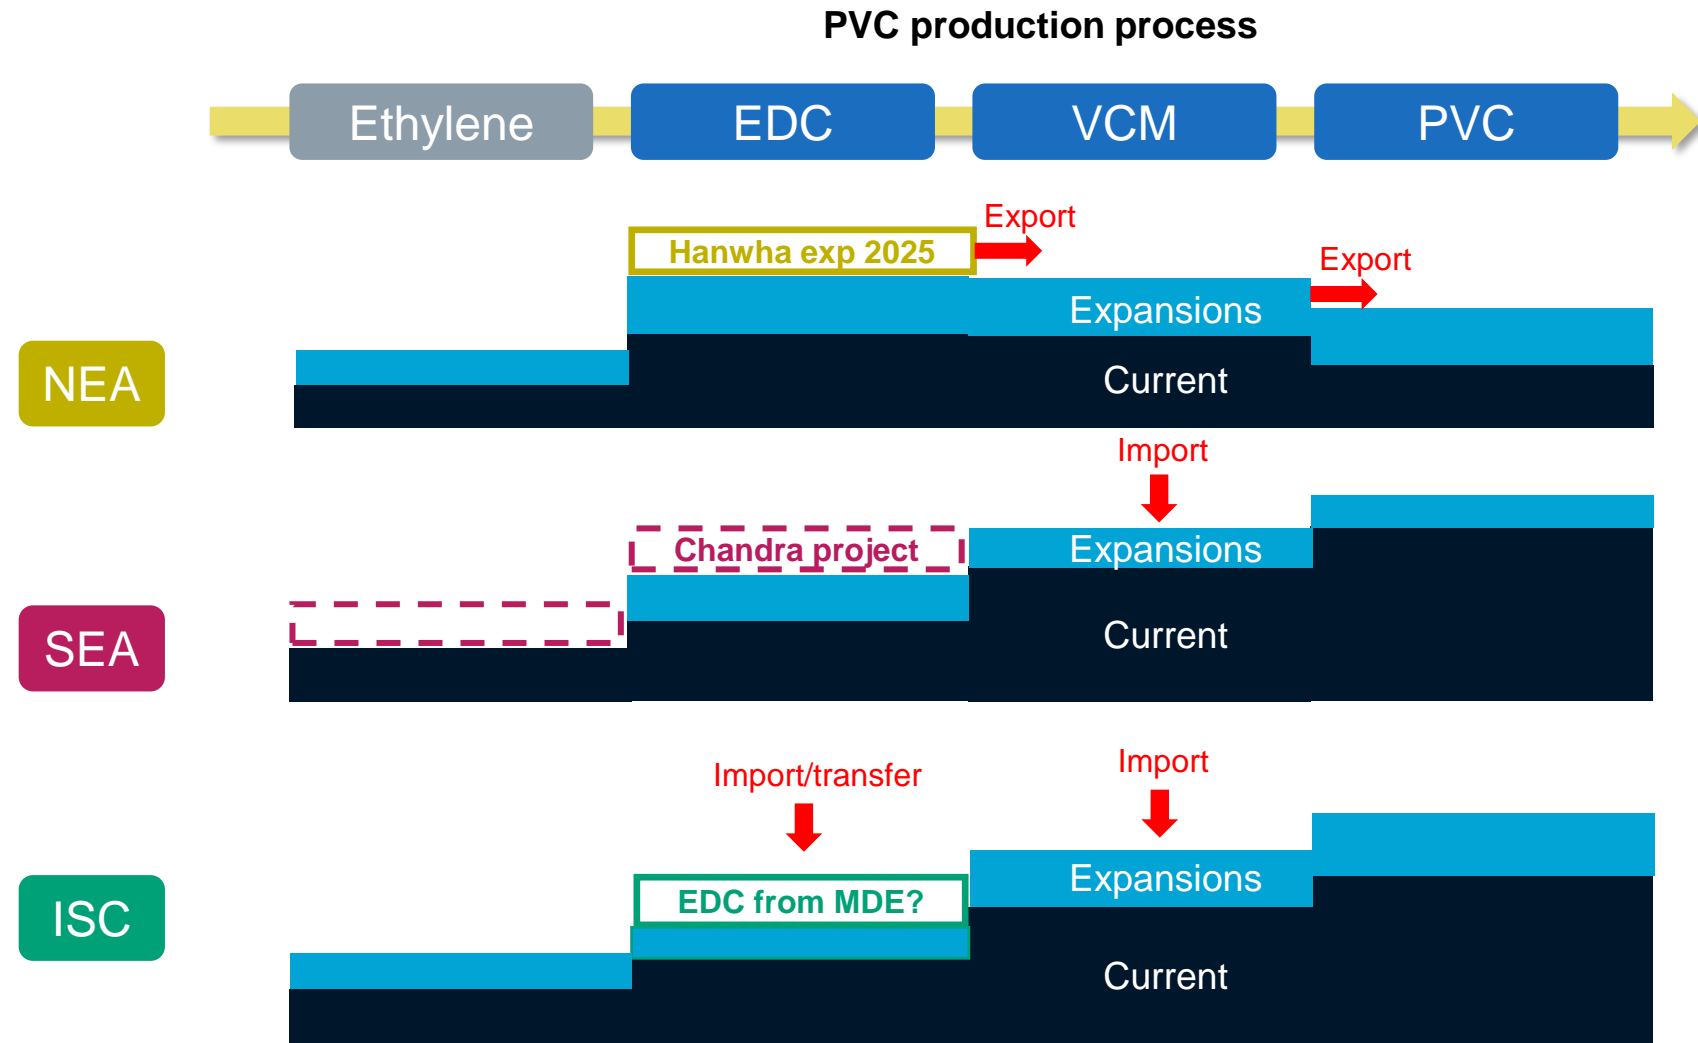 PVC production process
Ethylene
EDC
VCM
PVC
Export
Hanwha exp 2025
Export
Expansions
NEA
Current
Import
Chandra project
Expansions
SEA
Current
Import/transfer
Import
EDC from MDE?
Expansions
ISC
Current